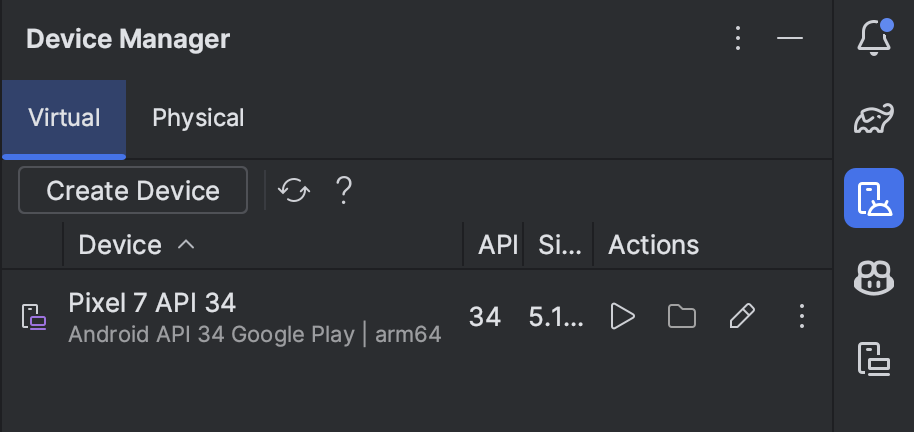 Device Manager
Virtual Physical
Create Device ?
Device API Si... Actions
Pixel 7 API 34 34 5.1...
Android API 34 Google Play | arm64